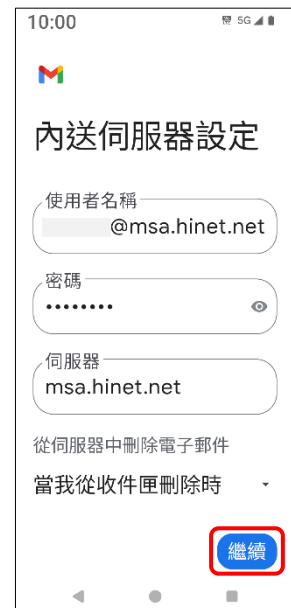 10:00 5G
內送伺服器設定
使用者名稱
@msa.hinet.net
密碼
••••••••
伺服器
msa.hinet.net
從伺服器中刪除電子郵件
當我從收件匣刪除時
繼續